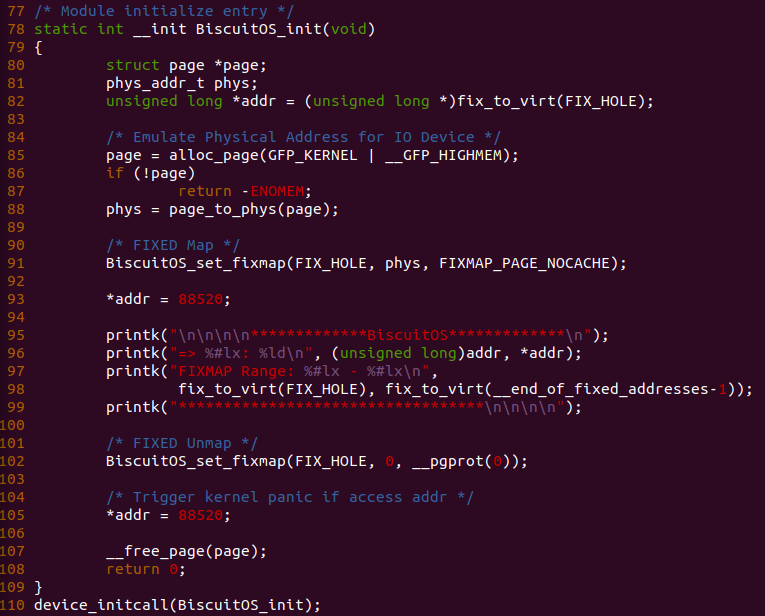 77 /* Module initialize entry */
78 static int __init BiscuitOS_init(void)
79 {
80         struct page *page;
81         phys_addr_t phys;
82         unsigned long *addr = (unsigned long *)fix_to_virt(FIX_HOLE);
83
84         /* Emulate Physical Address for IO Device */
85         page = alloc_page(GFP_KERNEL | __GFP_HIGHMEM);
86         if (!page)
87                 return -ENOMEM;
88         phys = page_to_phys(page);
89
90         /* FIXED Map */
91         BiscuitOS_set_fixmap(FIX_HOLE, phys, FIXMAP_PAGE_NOCACHE);
92
93         *addr = 88520;
94
95         printk("\n\n\n\n*************BiscuitOS*************\n");
96         printk("=> %#lx: %ld\n", (unsigned long)addr, *addr);
97         printk("FIXMAP Range: %#lx - %#lx\n",
98                 fix_to_virt(FIX_HOLE), fix_to_virt(__end_of_fixed_addresses-1));
99         printk("**********************************\n\n\n\n");
100
101         /* FIXED Unmap */
102         BiscuitOS_set_fixmap(FIX_HOLE, 0, __pgprot(0));
103
104         /* Trigger kernel panic if access addr */
105         *addr = 88520;
106
107         __free_page(page);
108         return 0;
109 }
110 device_initcall(BiscuitOS_init);